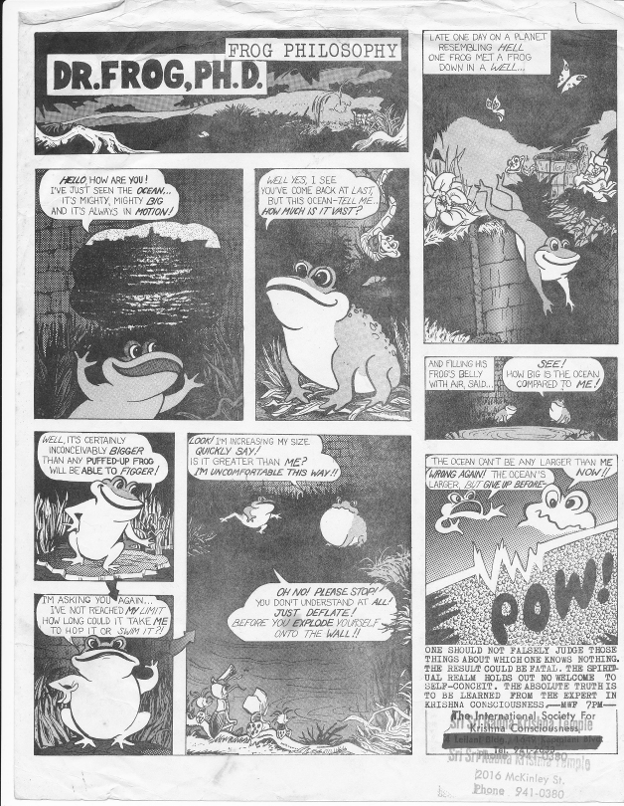 FROG PHILOSOPHY
DR.FROG,PH.D.
LATE ONE DAY ON A PLANET
RESEMBLING HELL
ONE FROG MET A FROG
DOWN IN A WELL...
HELLO, HOW ARE YOU!
I'VE JUST SEEN THE OCEAN...
IT'S MIGHTY, MIGHTY BIG
AND IT'S ALWAYS IN MOTION!
WELL YES, I SEE
YOU'VE COME BACK AT LAST,
BUT THIS OCEAN-TELL ME...
HOW MUCH IS IT VAST?
AND FILLING HIS
FROG'S BELLY
WITH AIR, SAID...
SEE!
HOW BIG IS THE OCEAN
COMPARED TO ME!
WELL, IT'S CERTAINLY
INCONCEIVABLY BIGGER
THAN ANY PUFFED-UP FROG
WILL BE ABLE TO FIGGER!
I'M ASKING YOU AGAIN...
I'VE NOT REACHED MY LIMIT
HOW LONG COULD IT TAKE ME
TO HOP IT OR SWIM IT?!
LOOK! I'M INCREASING MY SIZE.
QUICKLY SAY!
IS IT GREATER THAN ME?
I'M UNCOMFORTABLE THIS WAY!!
OH NO! PLEASE STOP!
YOU DON'T UNDERSTAND AT ALL!
JUST DEFLATE!
BEFORE YOU EXPLODE YOURSELF
ONTO THE WALL!!
THE OCEAN CAN'T BE ANY LARGER THAN ME
NOW!!
WRONG AGAIN! THE OCEAN'S
LARGER, BUT GIVE UP BEFORE-
POW!
ONE SHOULD NOT FALSELY JUDGE THOSE
THINGS ABOUT WHICH ONE KNOWS NOTHING.
THE RESULT COULD BE FATAL. THE SPIRIT-
UAL REALM HOLDS OUT NO WELCOME TO
SELF-CONCEIT. THE ABSOLUTE TRUTH IS
TO BE LEARNED FROM THE EXPERT IN
KRISHNA CONSCIOUSNESS.—MWF 7PM—
The International Society For
Krishna Consciousness
Tel. 941-
Phone 941-0380
Krishna Temple
2016 McKinley St.
Phone 941-0380